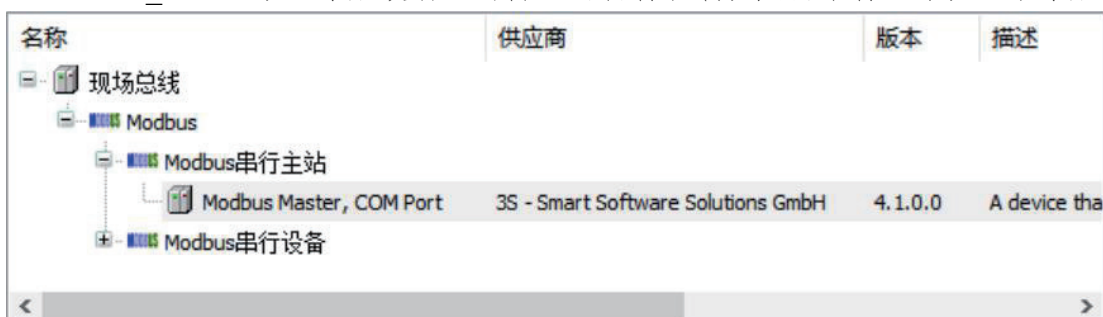 名称 供应商 版本 描述
现场总线
Modbus
Modbus串行主站
Modbus Master, COM Port 3S - Smart Software Solutions GmbH 4.1.0.0 A device tha
Modbus串行设备